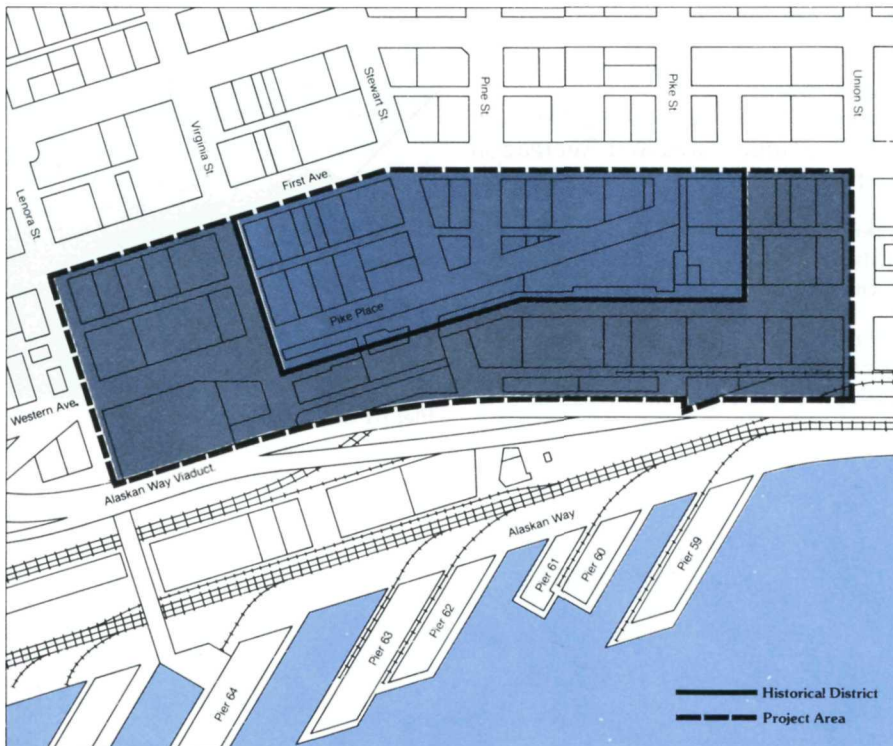 Stewart St.
Pine St.
Pike St.
Union St.
Virginia St.
First Ave.
Lenora St.
Pike Place
Western Ave.
Alaskan Way Viaduct
Alaskan Way
Pier 59
Pier 60
Pier 61
Pier 62
Pier 63
Pier 64
Historical District
Project Area